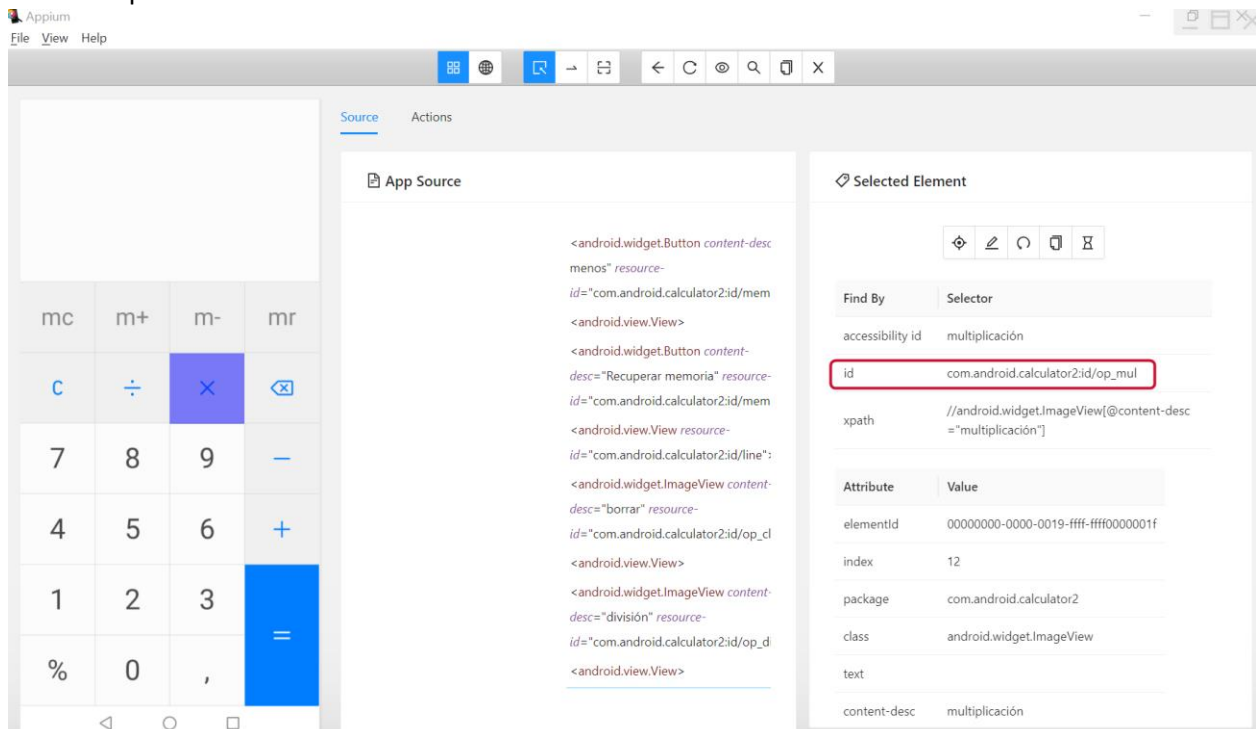 Appium
File View Help
Source Actions
App Source
Selected Element
<android.widget.Button content-desc
menos" resource-
id="com.android.calculator2:id/mem
<android.view.View>
<android.widget.Button content-
desc="Recuperar memoria" resource-
id="com.android.calculator2:id/mem
<android.view.View resource-
id="com.android.calculator2:id/line">
<android.widget.ImageView content-
desc="borrar" resource-
id="com.android.calculator2:id/op_cl
<android.view.View>
<android.widget.ImageView content-
desc="división" resource-
id="com.android.calculator2:id/op_d
<android.view.View>
Find By Selector
accessibility id multiplicación
id com.android.calculator2:id/op_mul
xpath //android.widget.ImageView[@content-desc
="multiplicación"]
Attribute Value
elementId 00000000-0000-0019-ffff-ffff0000001f
index 12
package com.android.calculator2
class android.widget.ImageView
text
content-desc multiplicación
mc m+ m- mr
C ÷ ×
7 8 9 −
4 5 6 +
1 2 3
=
% 0 ,